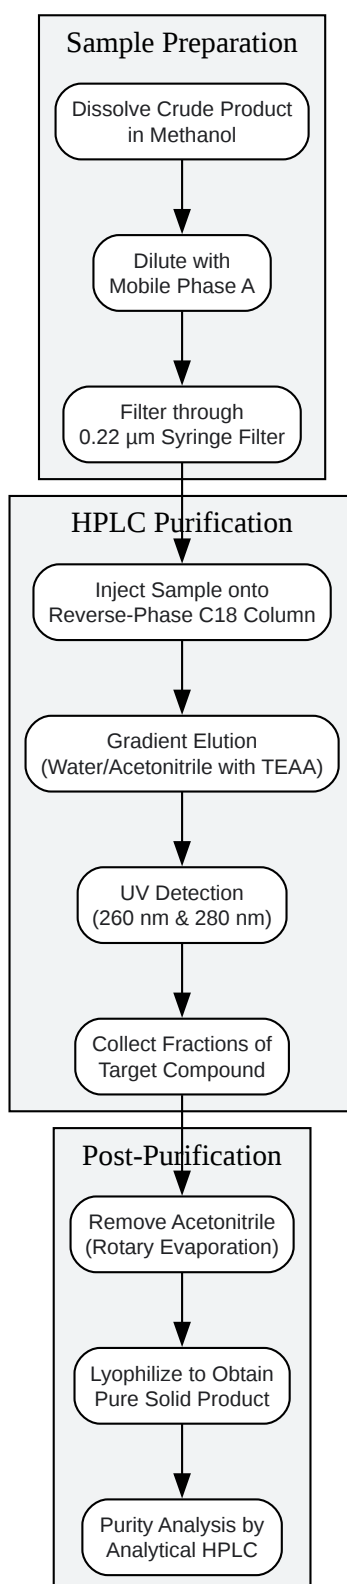 Sample Preparation
Dissolve Crude Product
in Methanol
Dilute with
Mobile Phase A
Filter through
0.22 µm Syringe Filter
HPLC Purification
Inject Sample onto
Reverse-Phase C18 Column
Gradient Elution
(Water/Acetonitrile with TEAA)
UV Detection
(260 nm & 280 nm)
Collect Fractions of
Target Compound
Post-Purification
Remove Acetonitrile
(Rotary Evaporation)
Lyophilize to Obtain
Pure Solid Product
Purity Analysis by
Analytical HPLC